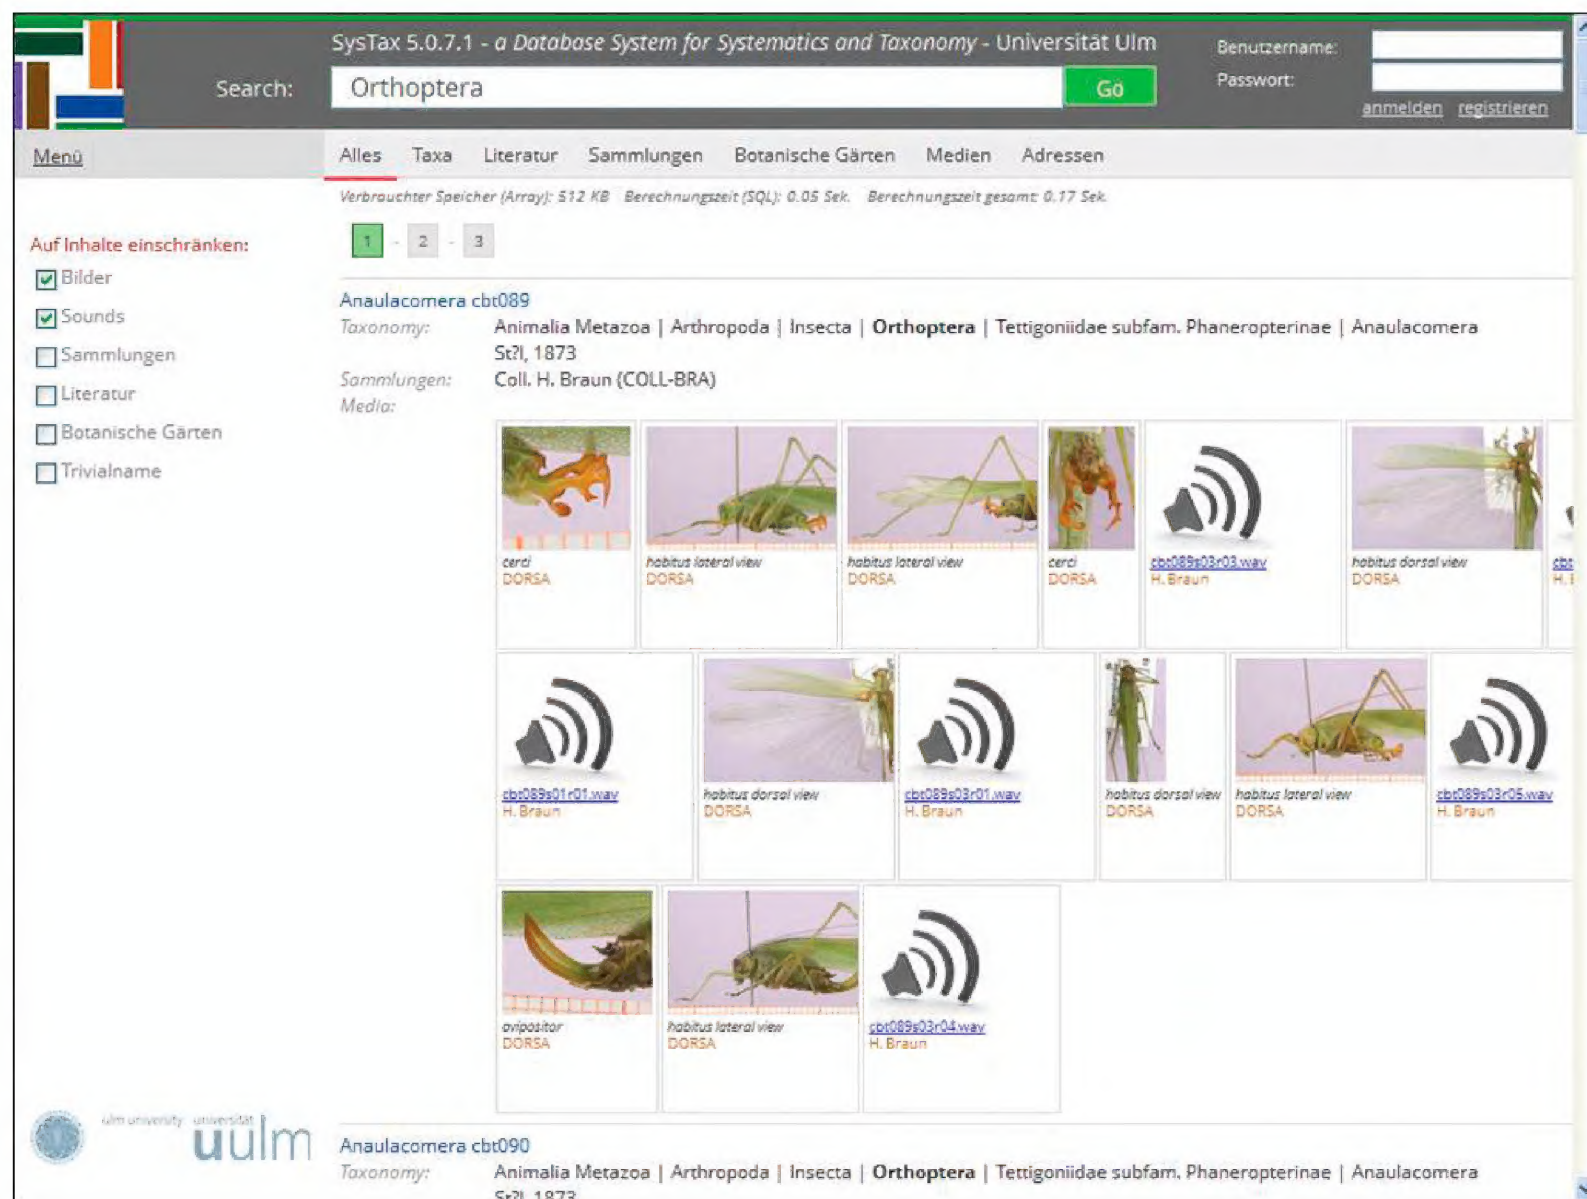 SysTax 5.0.7.1 - a Database System for Systematics and Taxonomy - Universität Ulm
Search: Orthoptera Go
Benutzername:
Passwort:
anmelden registrieren
Menü
Alles Taxa Literatur Sammlungen Botanische Gärten Medien Adressen
Verbrauchter Speicher (Array): 512 KB Berechnungszeit (SQL): 0.05 Sek. Berechnungszeit gesamt: 0.17 Sek.
1 - 2 - 3
Auf Inhalte einschränken:
Bilder
Sounds
Sammlungen
Literatur
Botanische Gärten
Trivialname
Anaulacomera cbt089
Taxonomy: Animalia Metazoa | Arthropoda | Insecta | Orthoptera | Tettigoniidae subfam. Phaneropterinae | Anaulacomera
St?l, 1873
Sammlungen: Coll. H. Braun (COLL-BRA)
Media:
cerci habitus lateral view habitus lateral view cerci cbt089s03r03.wav habitus dorsal view cbt
DORSA DORSA DORSA DORSA H. Braun DORSA H.
cbt089s01r01.wav habitus dorsal view cbt089s03r01.wav habitus dorsal view habitus lateral view cbt089s03r05.wav
H. Braun DORSA H. Braun DORSA DORSA H. Braun
ovipositor habitus lateral view cbt089s03r04.wav
DORSA DORSA H. Braun
ulm university universität
uulm
Anaulacomera cbt090
Taxonomy: Animalia Metazoa | Arthropoda | Insecta | Orthoptera | Tettigoniidae subfam. Phaneropterinae | Anaulacomera
St?l, 1873